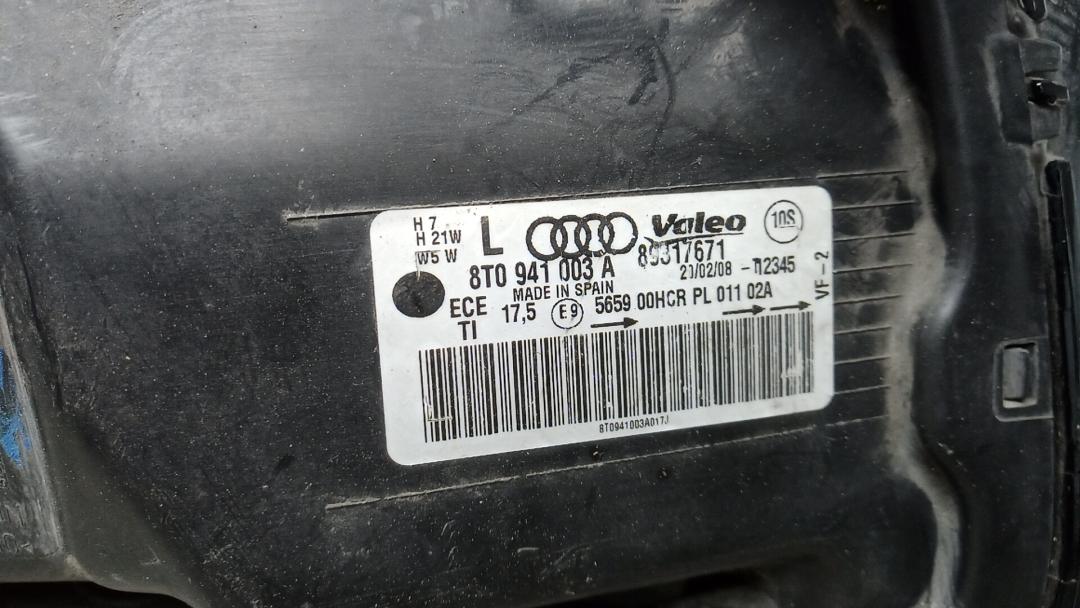 H 7
H 21W
W5 W
L
Valeo
10S
8T0 941 003 A
89317671
MADE IN SPAIN
20/02/08 - 112345
ECE
TI
17,5
E9
5659 00HCR PL 011 02A
VF-2
8T0941003A017J